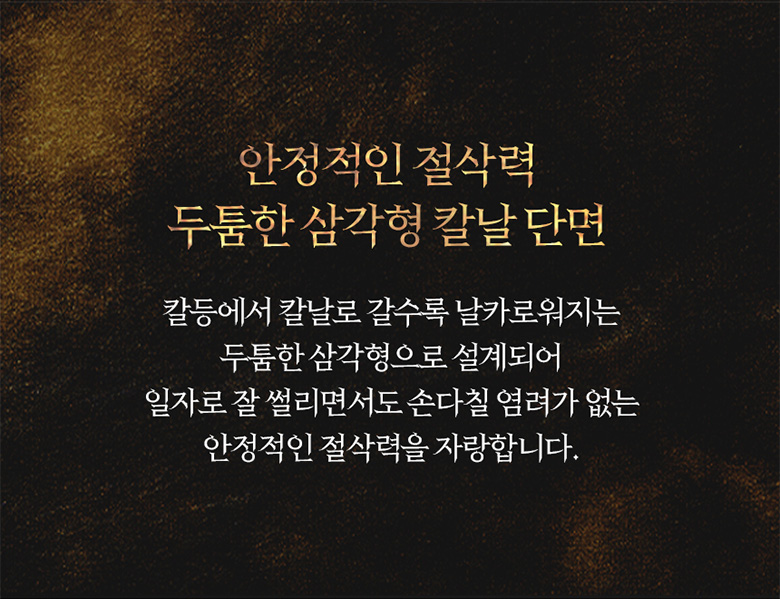 안정적인 절삭력
두툼한 삼각형 칼날 단면
칼등에서 칼날로 갈수록 날카로워지는
두툼한 삼각형으로 설계되어
일자로 잘 썰리면서도 손다칠 염려가 없는
안정적인 절삭력을 자랑합니다.